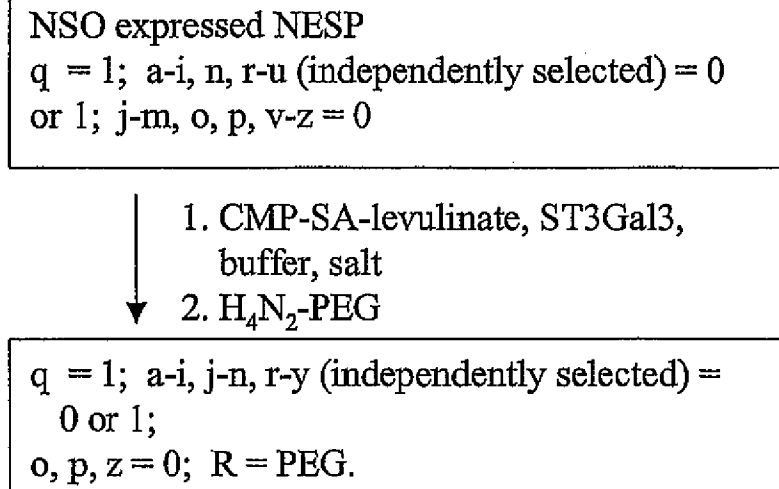 NSO expressed NESP
q = 1; a-i, n, r-u (independently selected) = 0
or 1; j-m, o, p, v-z = 0
1. CMP-SA-levulinate, ST3Gal3,
buffer, salt
2. H₄N₂-PEG
q = 1; a-i, j-n, r-y (independently selected) =
0 or 1;
o, p, z = 0; R = PEG.